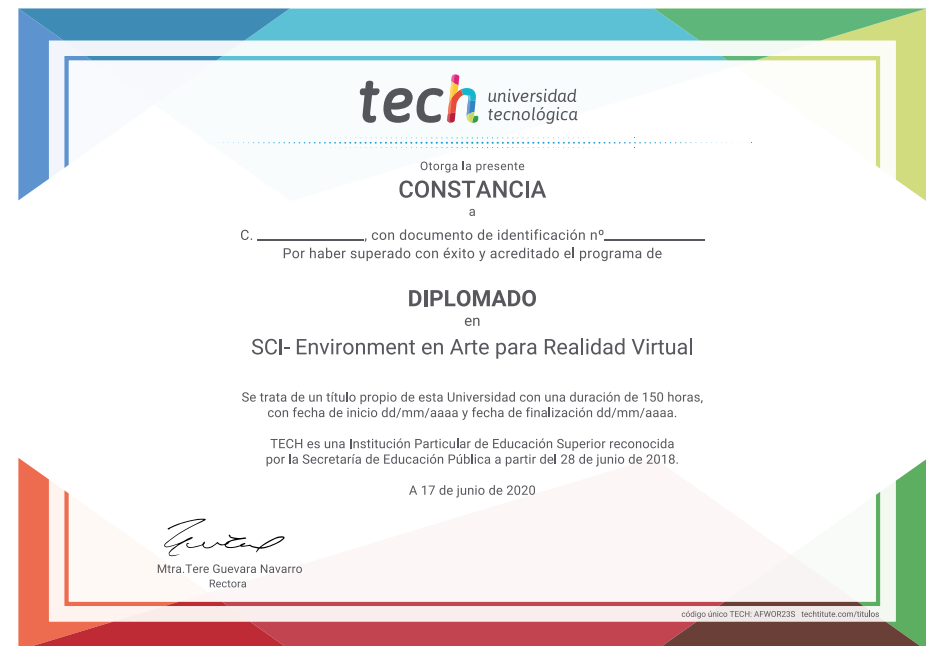 tech universidad
tecnológica
Otorga la presente
CONSTANCIA
a
C. ________________, con documento de identificación nº_______________
Por haber superado con éxito y acreditado el programa de
DIPLOMADO
en
SCI- Environment en Arte para Realidad Virtual
Se trata de un título propio de esta Universidad con una duración de 150 horas,
con fecha de inicio dd/mm/aaaa y fecha de finalización dd/mm/aaaa.
TECH es una Institución Particular de Educación Superior reconocida
por la Secretaría de Educación Pública a partir del 28 de junio de 2018.
A 17 de junio de 2020
Mtra.Tere Guevara Navarro
Rectora
código único TECH: AFWOR23S techtitute.com/titulos